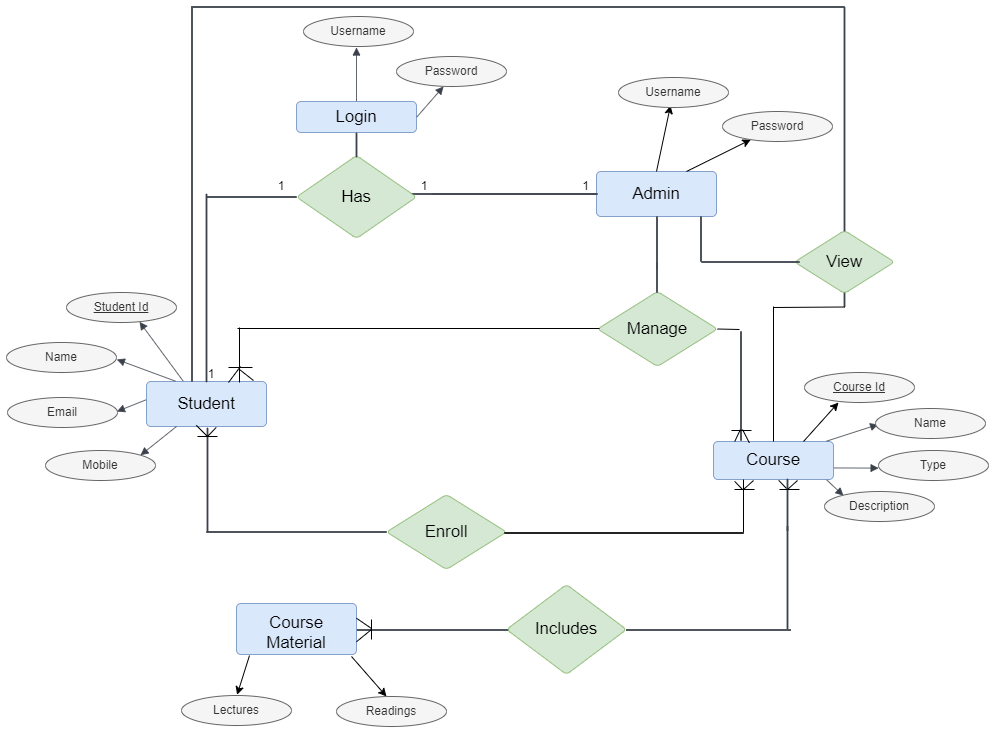 Username
Password
Login
Username
Password
1
Has
1
1
Admin
View
Student Id
Manage
Name
1
Course Id
Student
Email
Name
Mobile
Course
Type
Description
Enroll
Course
Material
Includes
Lectures
Readings